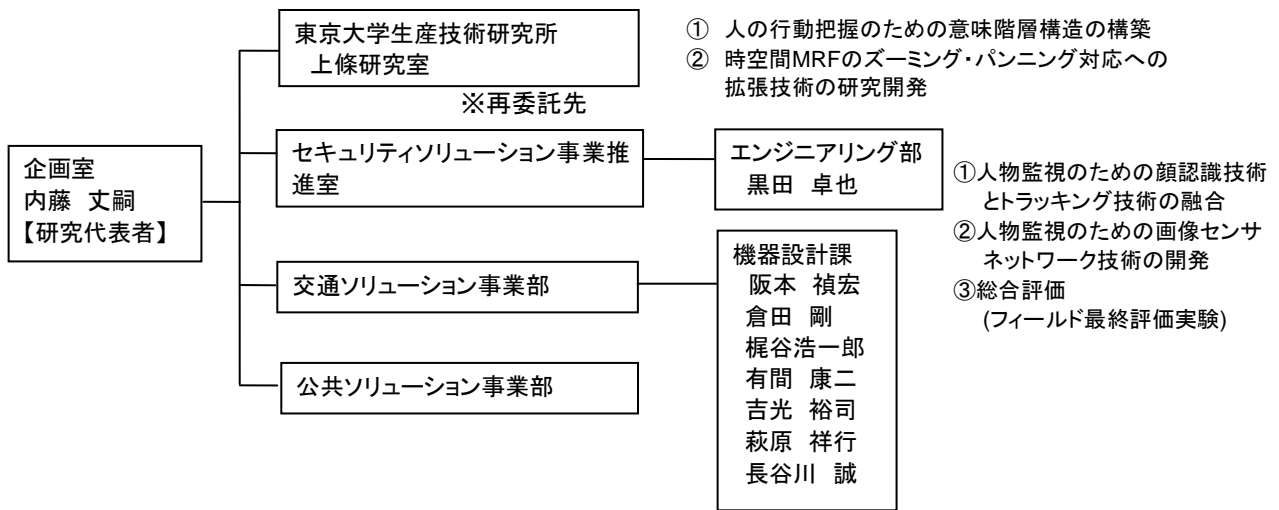 東京大学生産技術研究所
上條研究室
※再委託先
① 人の行動把握のための意味階層構造の構築
② 時空間MRFのズーミング・パンニング対応への
拡張技術の研究開発
企画室
内藤 丈嗣
【研究代表者】
セキュリティソリューション事業推
進室
エンジニアリング部
黒田 卓也
①人物監視のための顔認識技術
とトラッキング技術の融合
②人物監視のための画像センサ
ネットワーク技術の開発
③総合評価
(フィールド最終評価実験)
交通ソリューション事業部
機器設計課
阪本 禎宏
倉田 剛
梶谷浩一郎
有間 康二
吉光 裕司
萩原 祥行
長谷川 誠
公共ソリューション事業部